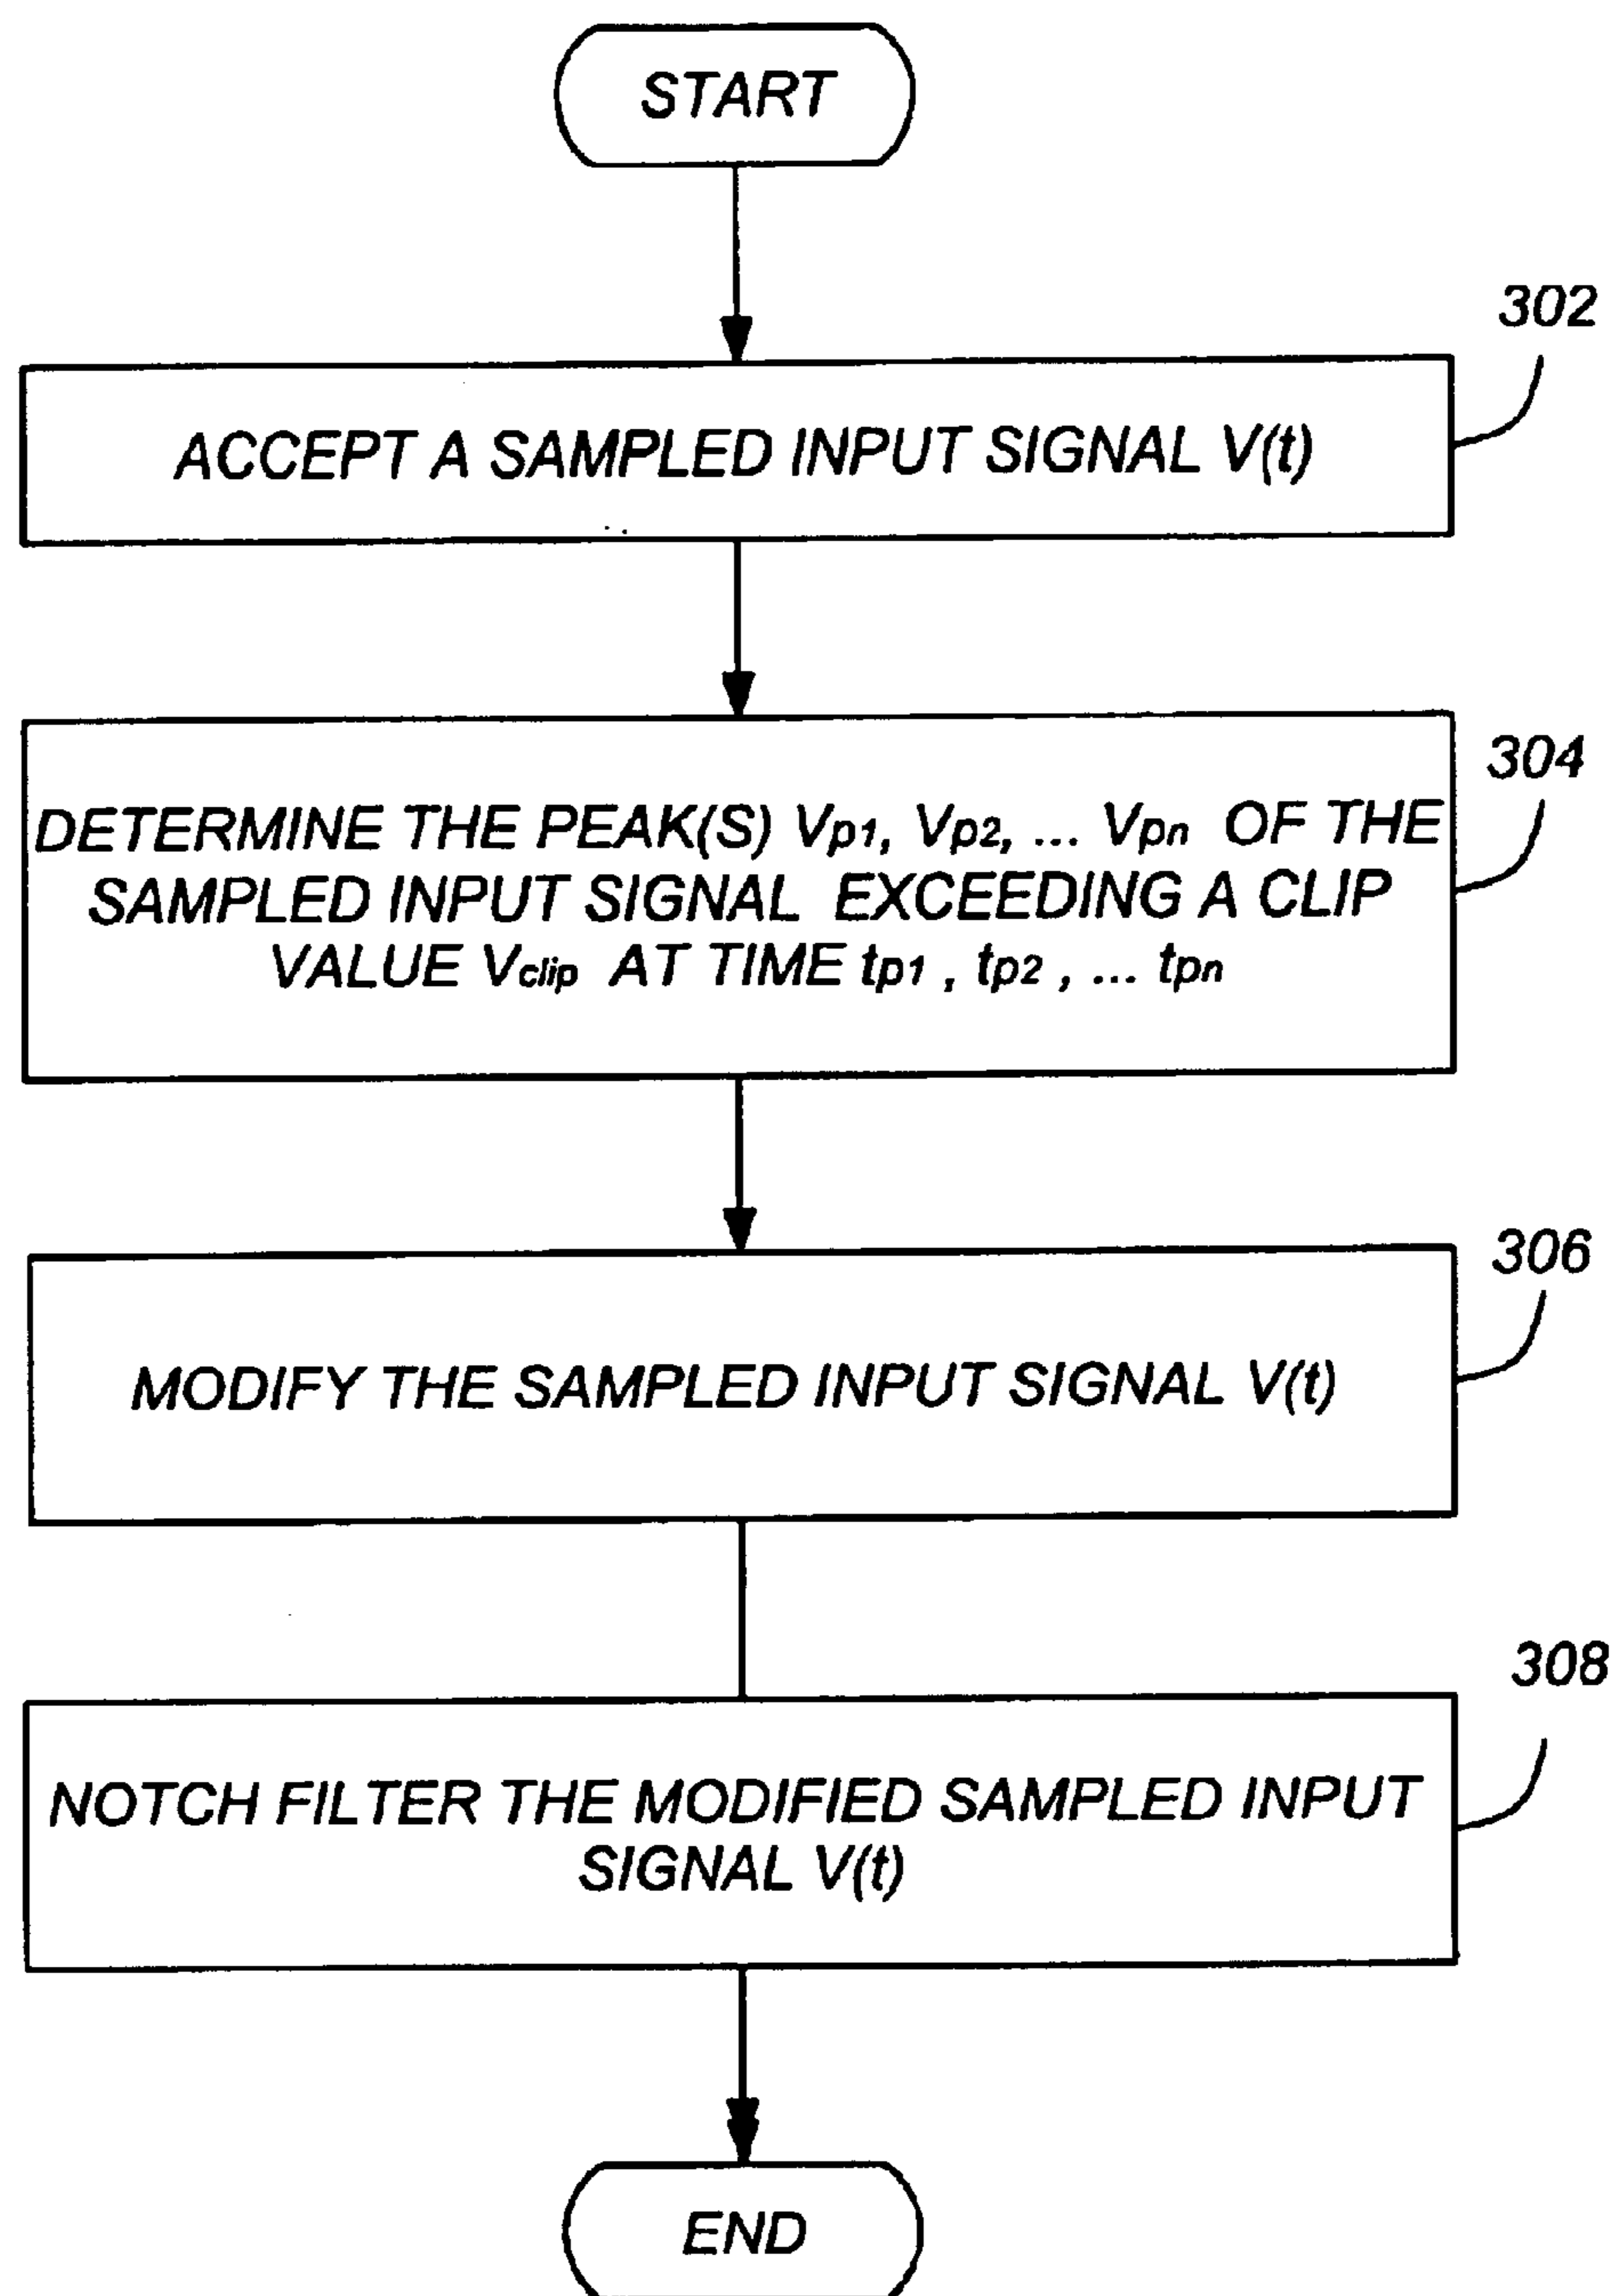 START
302
ACCEPT A SAMPLED INPUT SIGNAL V(t)
304
DETERMINE THE PEAK(S) Vp1, Vp2, ... Vpn OF THE
SAMPLED INPUT SIGNAL EXCEEDING A CLIP
VALUE Vclip AT TIME tp1 , tp2 , ... tpn
306
MODIFY THE SAMPLED INPUT SIGNAL V(t)
308
NOTCH FILTER THE MODIFIED SAMPLED INPUT
SIGNAL V(t)
END